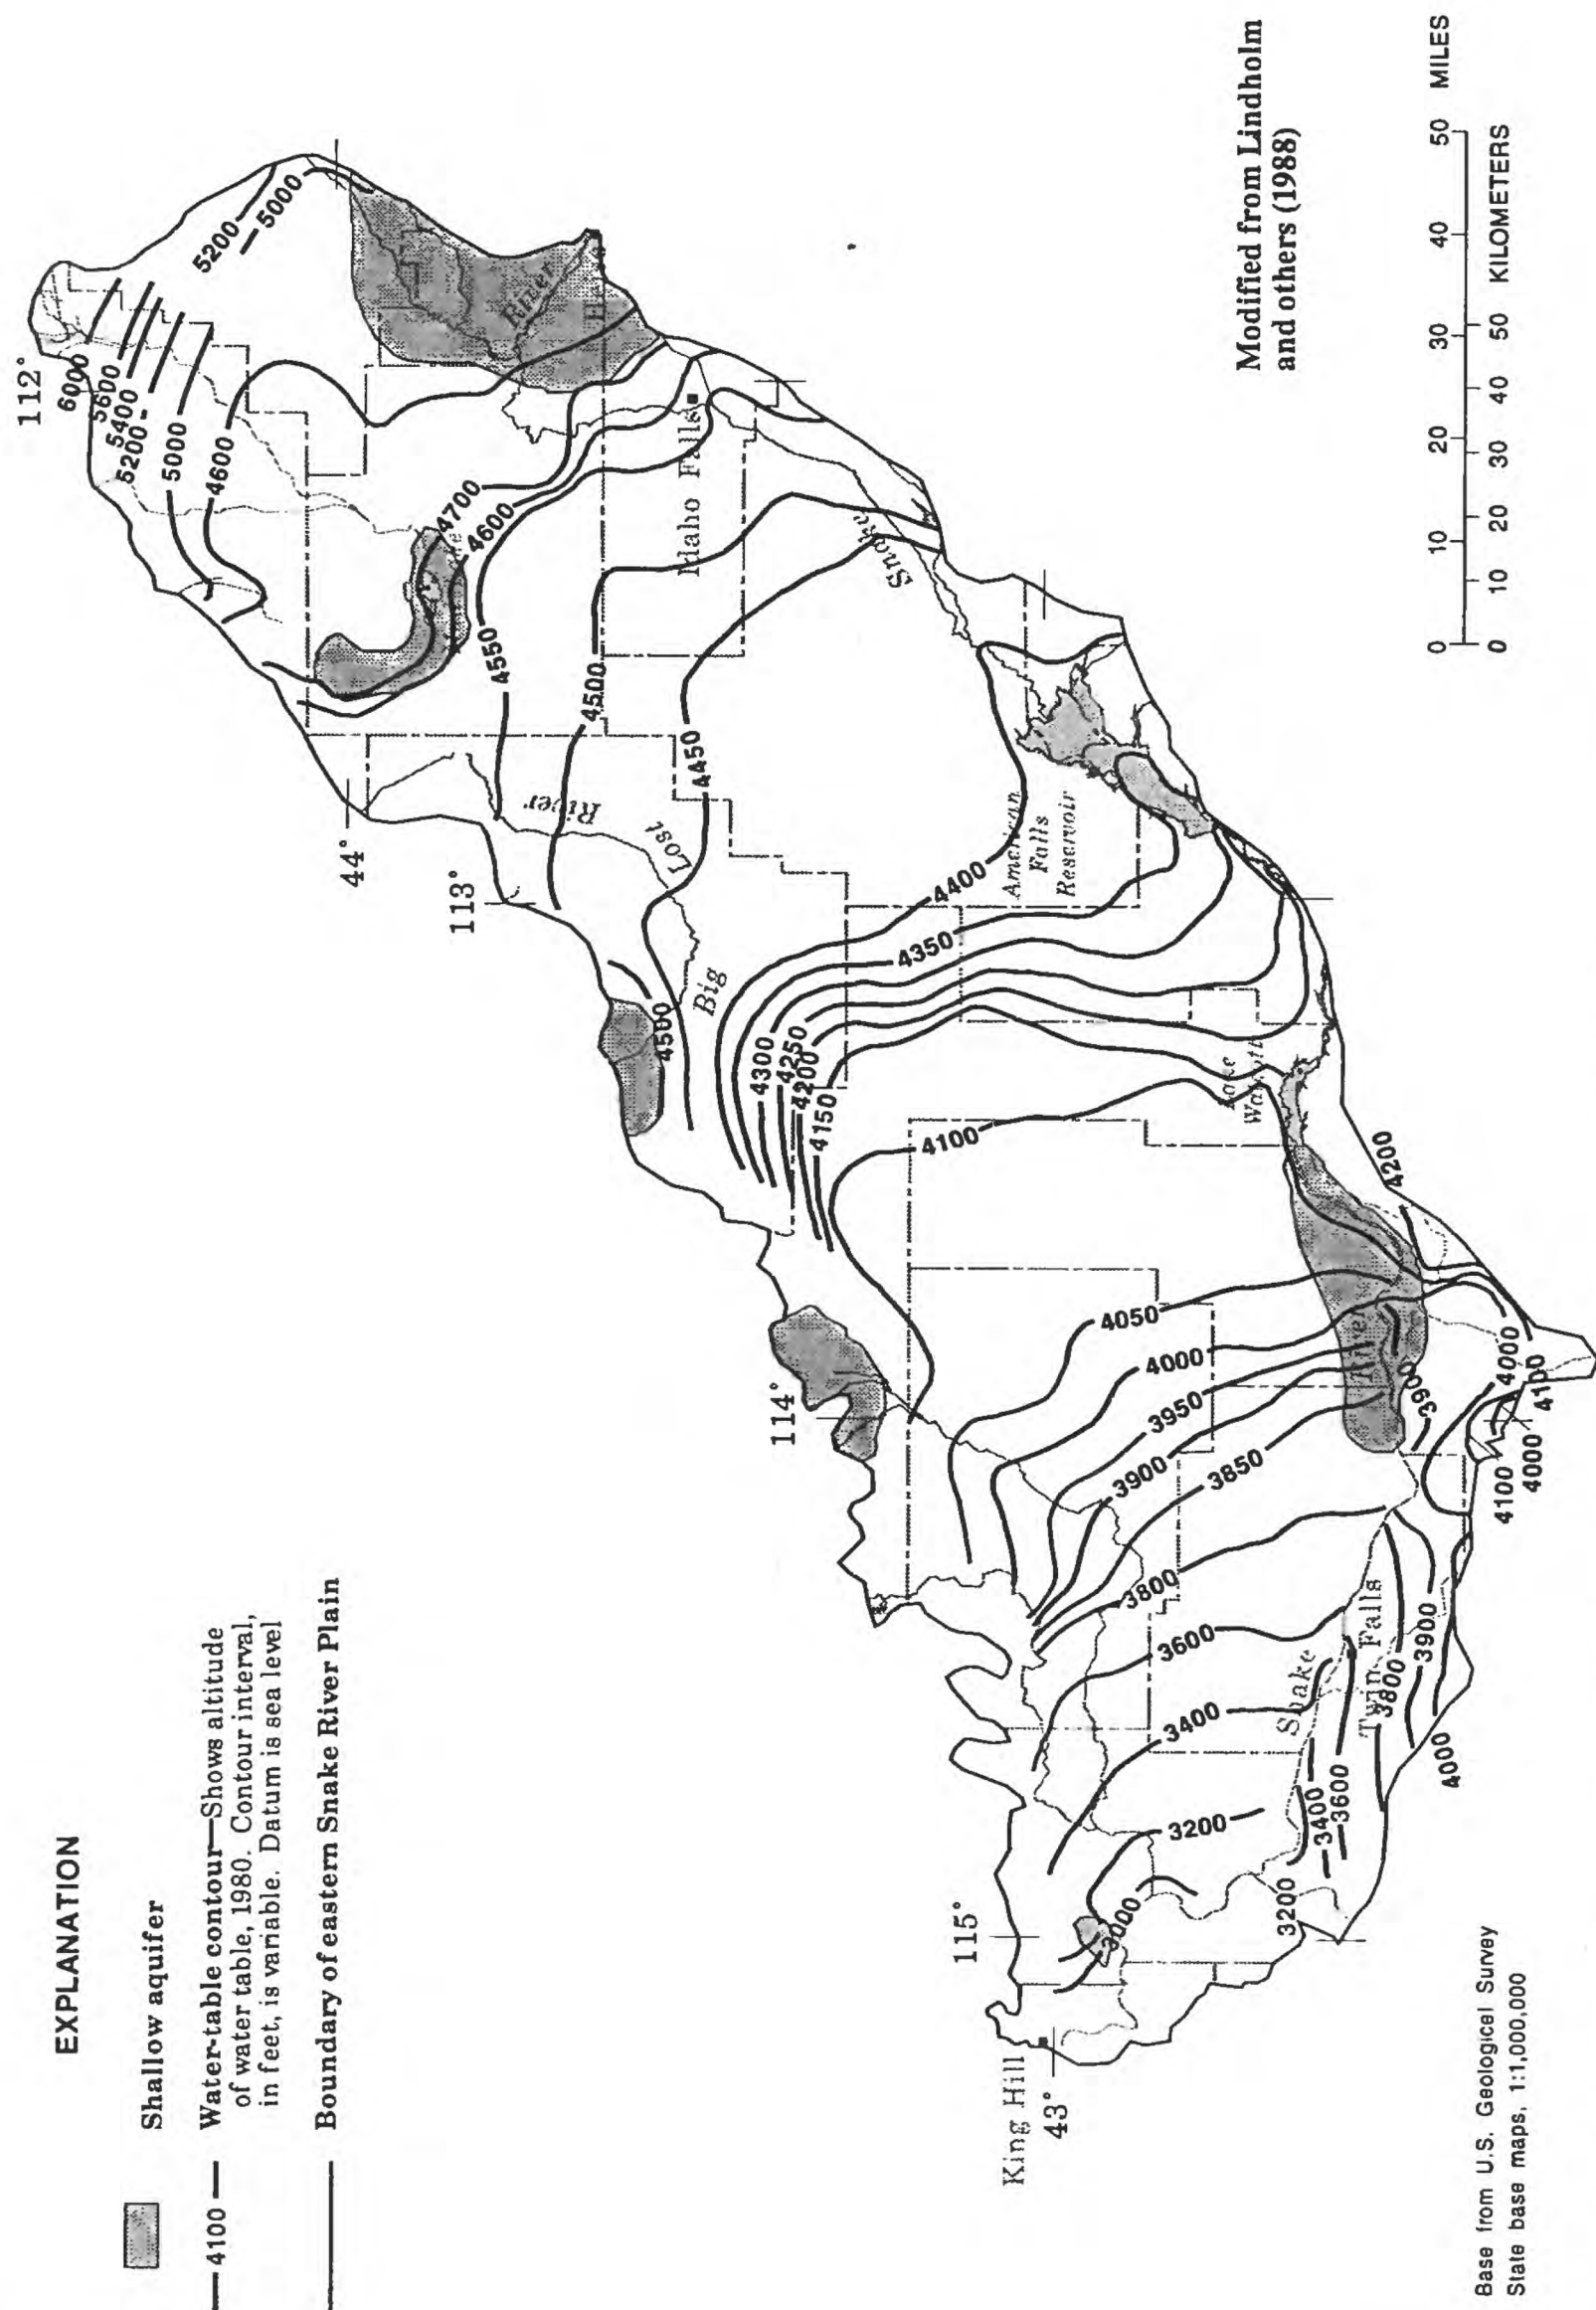 EXPLANATION
Shallow aquifer
4100
Water-table contour—Shows altitude
of water table, 1980. Contour interval,
in feet, is variable. Datum is sea level
Boundary of eastern Snake River Plain
112°
6000
5600
5400
5200
5000
4600
5200
5000
River
4700
4600
4550
4500
4450
Idaho Falls
Snake
44°
113°
River
Lost
Big
4500
4400
4350
4300
4250
4200
4150
4100
American
Falls
Reservoir
Lake
4200
114°
4050
4000
3950
3900
3850
3800
3600
3400
3200
3000
River
3900
4000
4100
4100
4000
Snake
Twin Falls
3800
3900
4000
3400
3600
3200
115°
King Hill
43°
Modified from Lindholm
and others (1988)
0 10 20 30 40 50 MILES
0 10 20 30 40 50 KILOMETERS
Base from U.S. Geological Survey
State base maps, 1:1,000,000